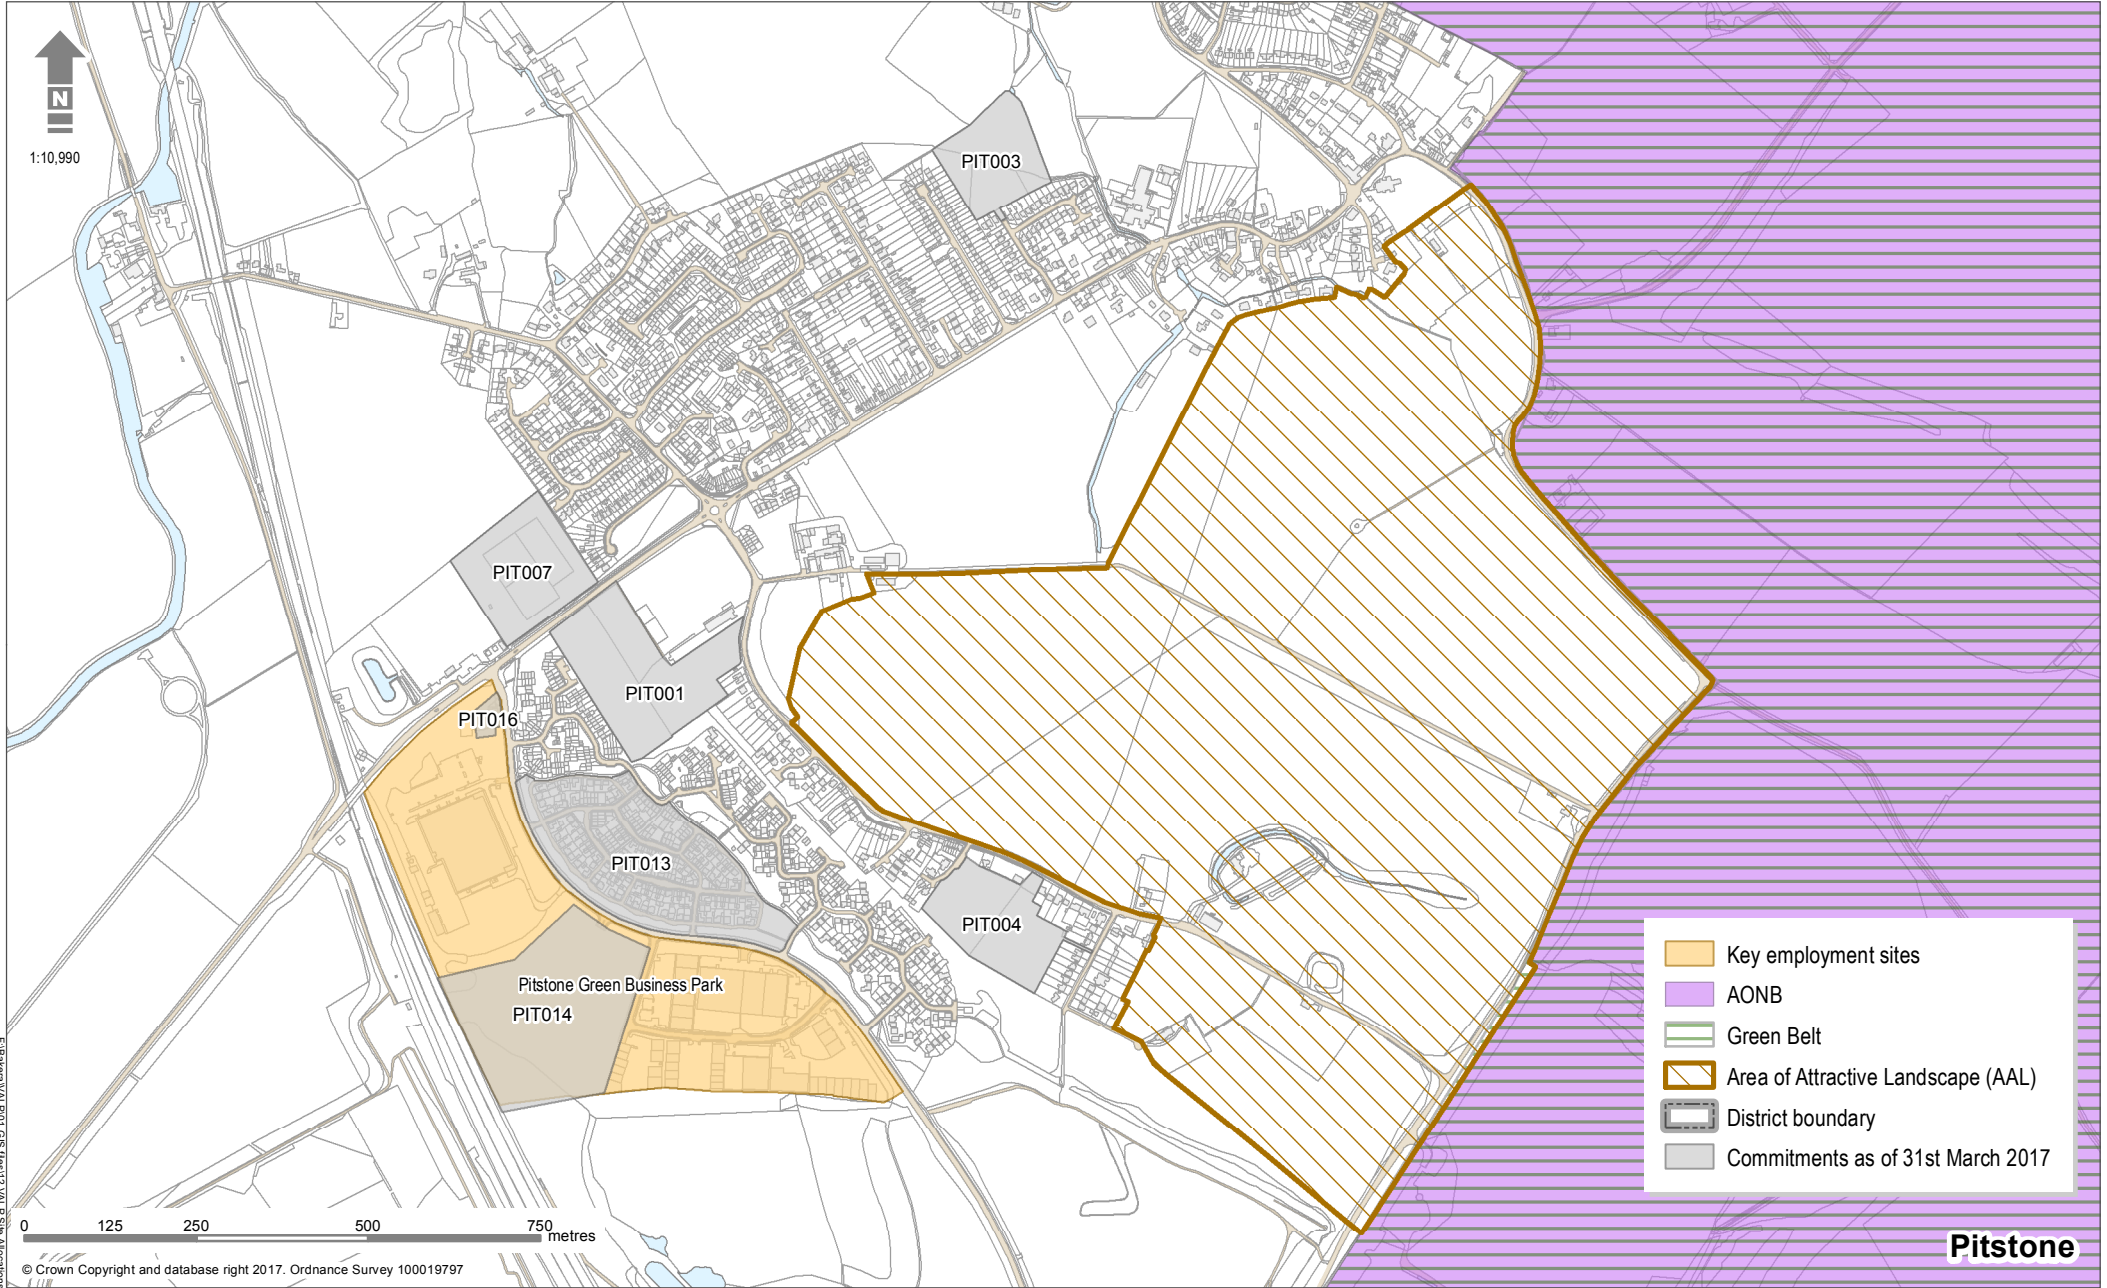 N
1:10,990
PIT003
PIT007
PIT001
PIT016
PIT013
PIT004
Pitstone Green Business Park
PIT014
Key employment sites
AONB
Green Belt
Area of Attractive Landscape (AAL)
District boundary
Commitments as of 31st March 2017
0 125 250 500 750
metres
© Crown Copyright and database right 2017. Ordnance Survey 100019797
Pitstone